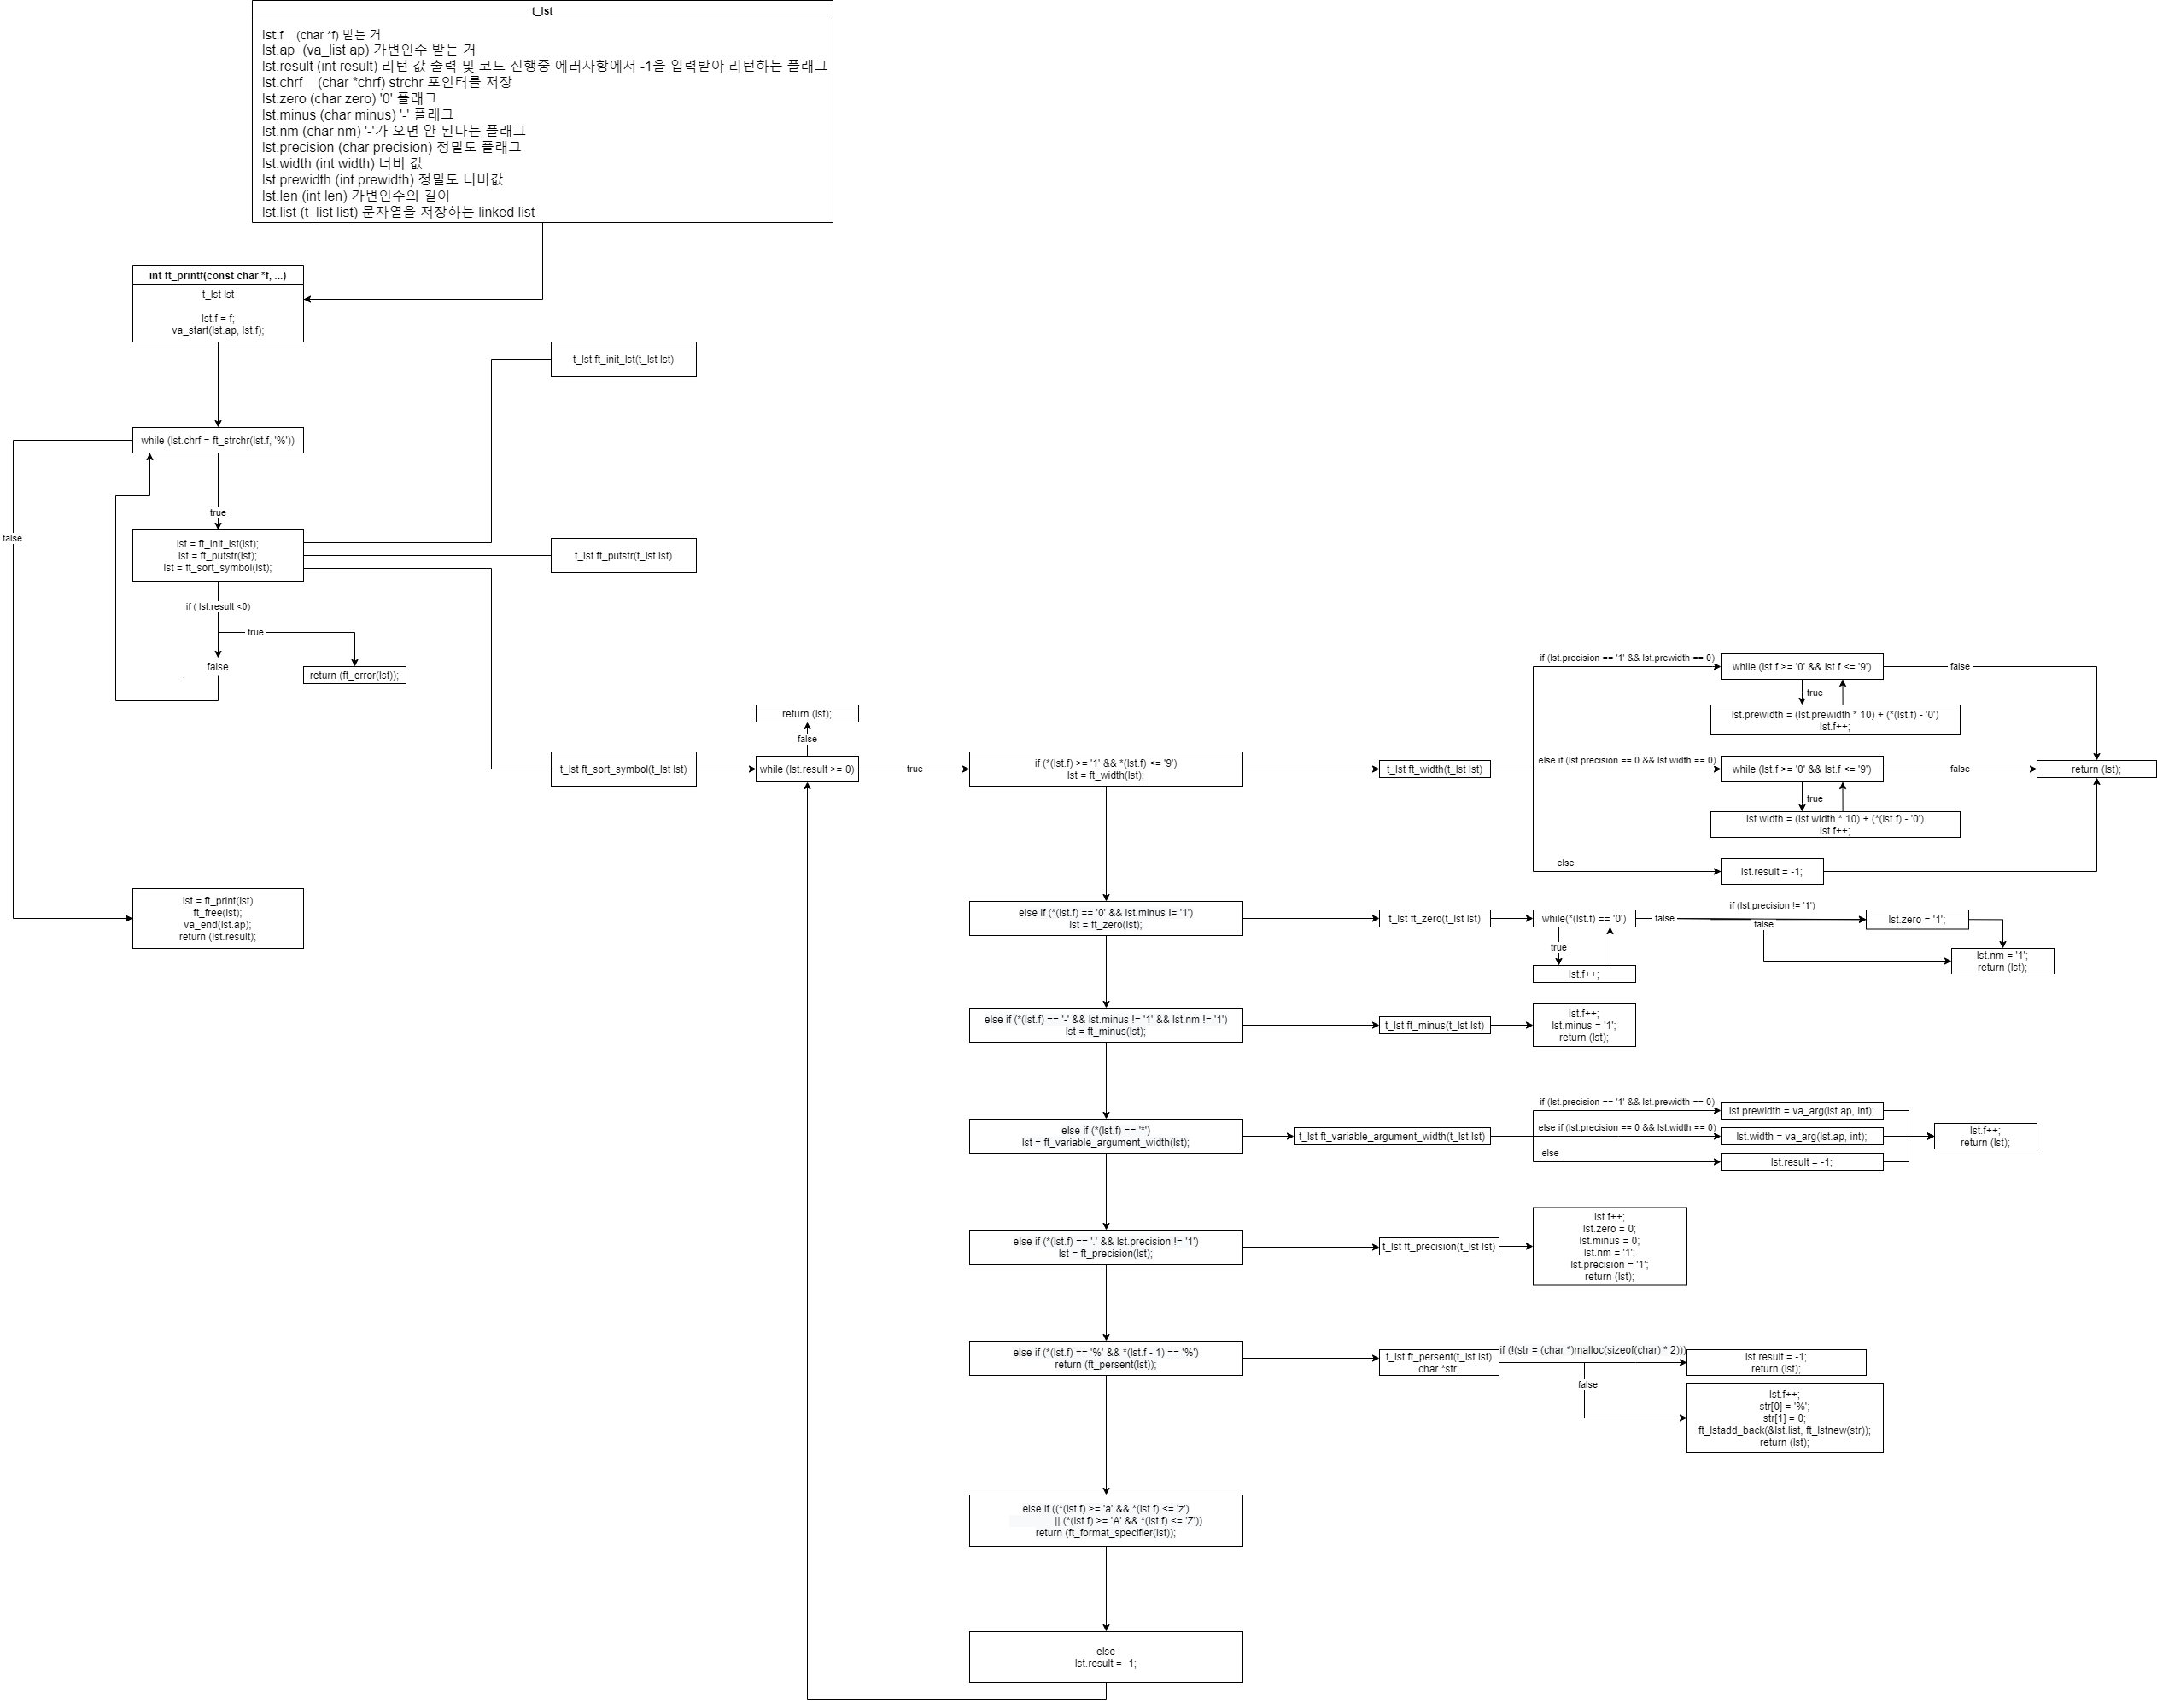 t_lst
lst.f (char *f) 받는 거
lst.ap (va_list ap) 가변인수 받는 거
lst.result (int result) 리턴 값 출력 및 코드 진행중 에러사항에서 -1을 입력받아 리턴하는 플래그
lst.chrf (char *chrf) strchr 포인터를 저장
lst.zero (char zero) '0' 플래그
lst.minus (char minus) '-' 플래그
lst.nm (char nm) '-'가 오면 안 된다는 플래그
lst.precision (char precision) 정밀도 플래그
lst.width (int width) 너비 값
lst.prewidth (int prewidth) 정밀도 너비값
lst.len (int len) 가변인수의 길이
lst.list (t_list list) 문자열을 저장하는 linked list
int ft_printf(const char *f, ...)
t_lst lst
lst.f = f;
va_start(lst.ap, lst.f);
t_lst ft_init_lst(t_lst lst)
while (lst.chrf = ft_strchr(lst.f, '%'))
true
false
lst = ft_init_lst(lst);
lst = ft_putstr(lst);
lst = ft_sort_symbol(lst);
t_lst ft_putstr(t_lst lst)
if ( lst.result <0)
true
false
return (ft_error(lst));
lst = ft_print(lst)
ft_free(lst);
va_end(lst.ap);
return (lst.result);
t_lst ft_sort_symbol(t_lst lst)
return (lst);
false
while (lst.result >= 0)
true
if (*(lst.f) >= '1' && *(lst.f) <= '9')
lst = ft_width(lst);
t_lst ft_width(t_lst lst)
if (lst.precision == '1' && lst.prewidth == 0)
while (lst.f >= '0' && lst.f <= '9')
false
true
lst.prewidth = (lst.prewidth * 10) + (*(lst.f) - '0')
lst.f++;
else if (lst.precision == 0 && lst.width == 0)
while (lst.f >= '0' && lst.f <= '9')
false
return (lst);
true
lst.width = (lst.width * 10) + (*(lst.f) - '0')
lst.f++;
else
lst.result = -1;
else if (*(lst.f) == '0' && lst.minus != '1')
lst = ft_zero(lst);
t_lst ft_zero(t_lst lst)
while(*(lst.f) == '0')
false
true
lst.f++;
if (lst.precision != '1')
false
lst.zero = '1';
lst.nm = '1';
return (lst);
else if (*(lst.f) == '-' && lst.minus != '1' && lst.nm != '1')
lst = ft_minus(lst);
t_lst ft_minus(t_lst lst)
lst.f++;
lst.minus = '1';
return (lst);
else if (*(lst.f) == '*')
lst = ft_variable_argument_width(lst);
t_lst ft_variable_argument_width(t_lst lst)
if (lst.precision == '1' && lst.prewidth == 0)
lst.prewidth = va_arg(lst.ap, int);
else if (lst.precision == 0 && lst.width == 0)
lst.width = va_arg(lst.ap, int);
else
lst.result = -1;
lst.f++;
return (lst);
else if (*(lst.f) == '.' && lst.precision != '1')
lst = ft_precision(lst);
t_lst ft_precision(t_lst lst)
lst.f++;
lst.zero = 0;
lst.minus = 0;
lst.nm = '1';
lst.precision = '1';
return (lst);
else if (*(lst.f) == '%' && *(lst.f - 1) == '%')
return (ft_persent(lst));
t_lst ft_persent(t_lst lst)
char *str;
if (!(str = (char *)malloc(sizeof(char) * 2)))
lst.result = -1;
return (lst);
false
lst.f++;
str[0] = '%';
str[1] = 0;
ft_lstadd_back(&lst.list, ft_lstnew(str));
return (lst);
else if ((*(lst.f) >= 'a' && *(lst.f) <= 'z')
|| (*(lst.f) >= 'A' && *(lst.f) <= 'Z'))
return (ft_format_specifier(lst));
else
lst.result = -1;